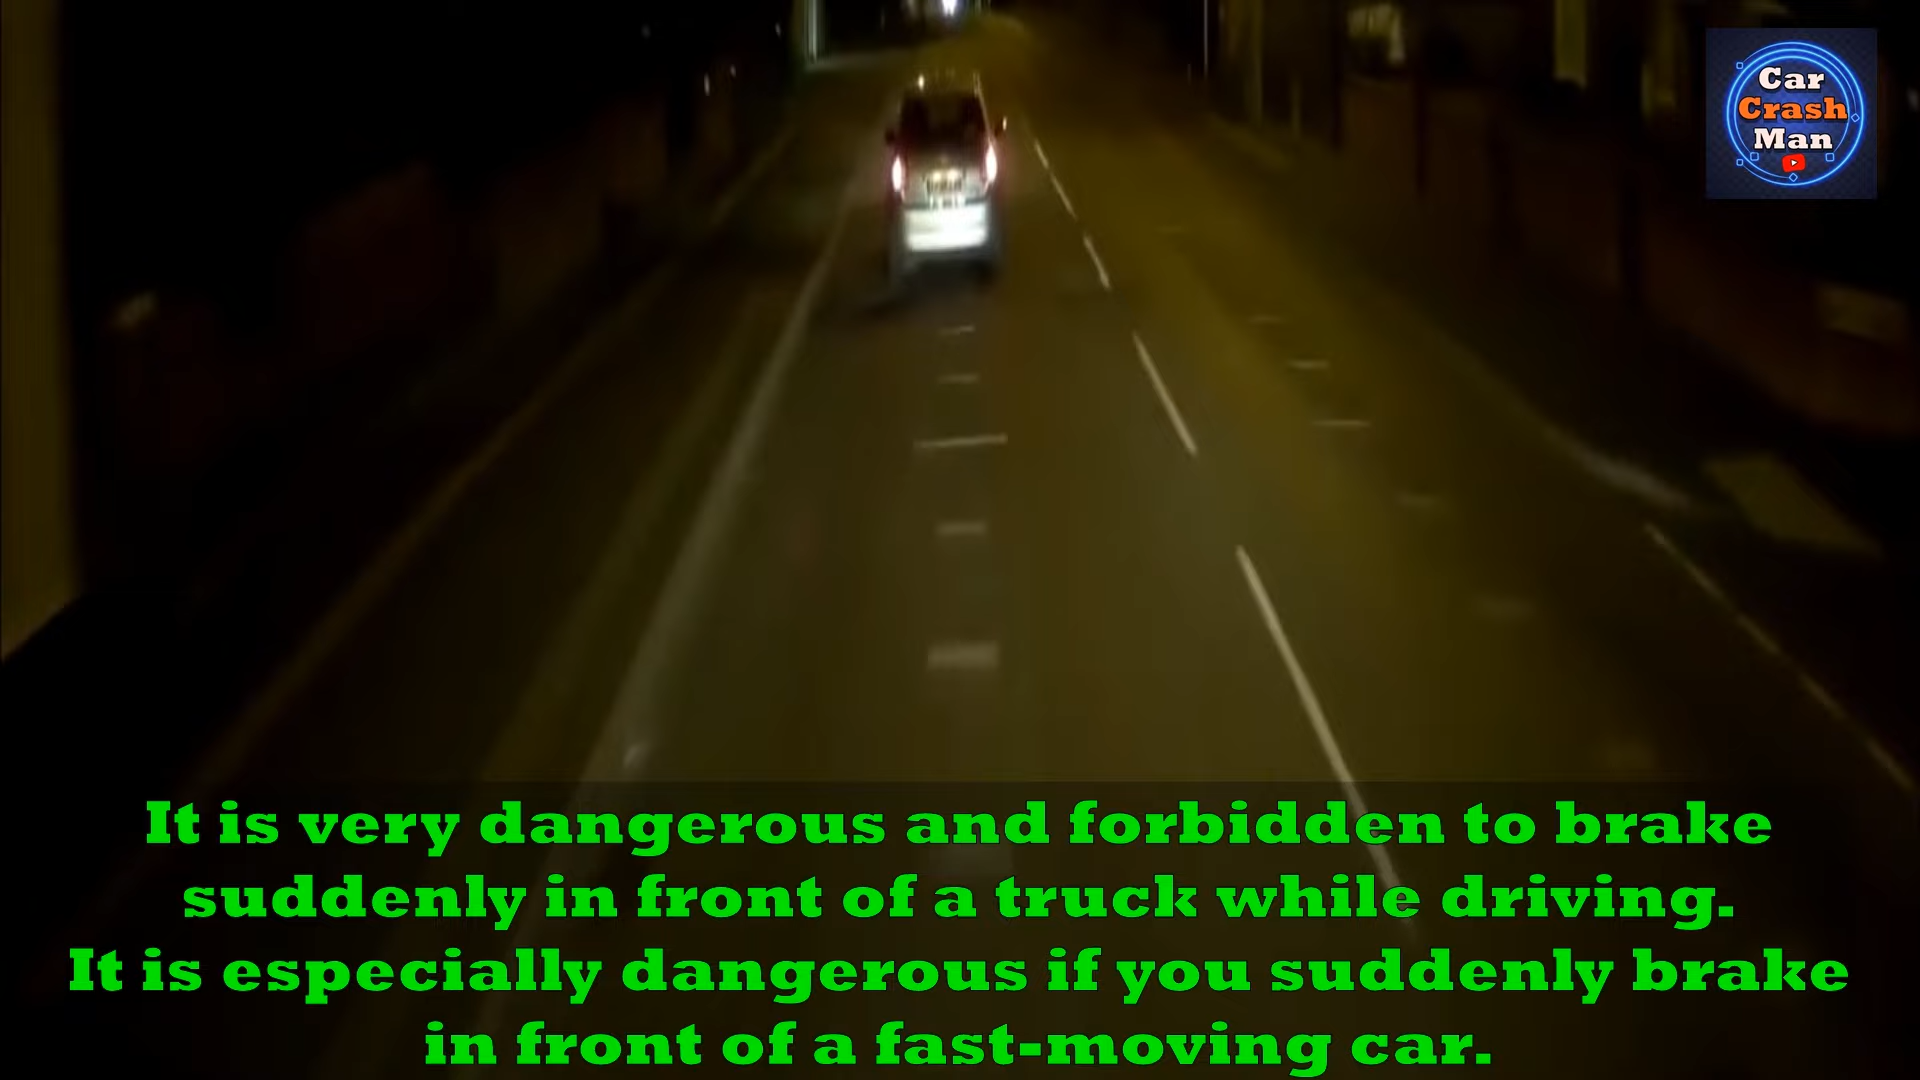 Car
Crash
Man
It is very dangerous and forbidden to brake
suddenly in front of a truck while driving.
It is especially dangerous if you suddenly brake
in front of a fast-moving car.